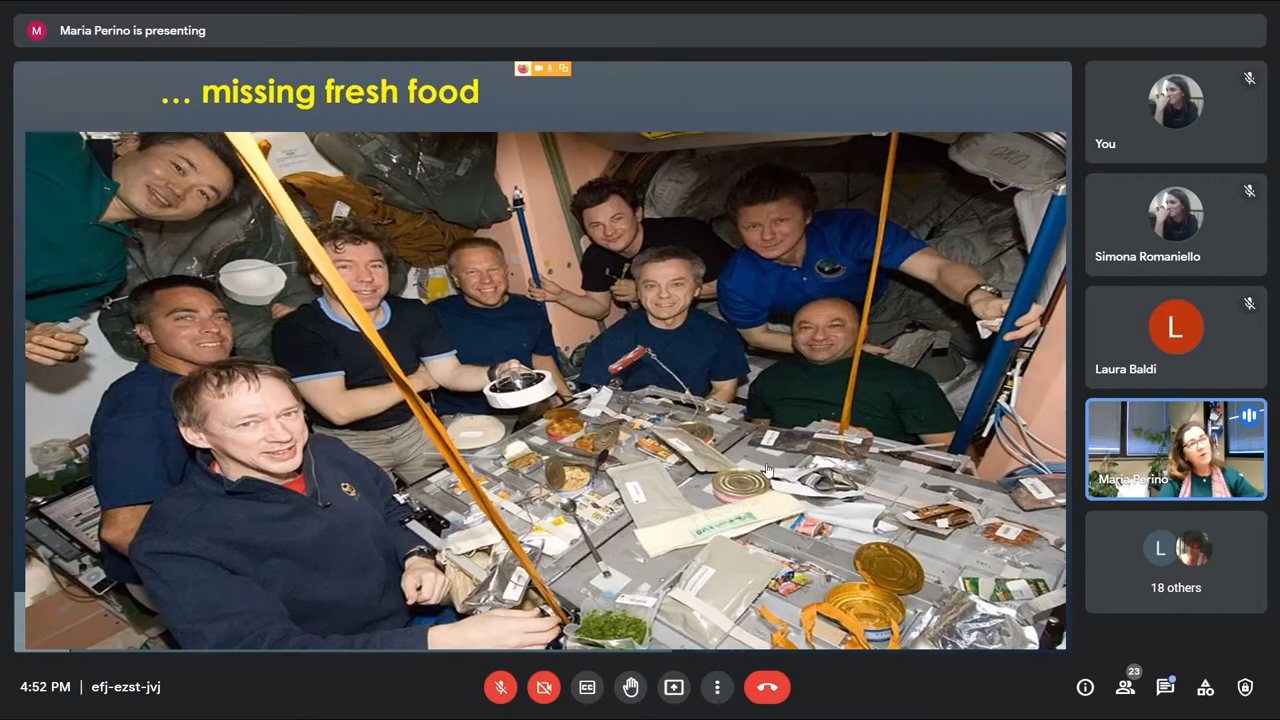 M Maria Perino is presenting
... missing fresh food
You
Simona Romaniello
L
Laura Baldi
Maria Perino
L
18 others
4:52 PM | efj-ezst-jvj
CC
23